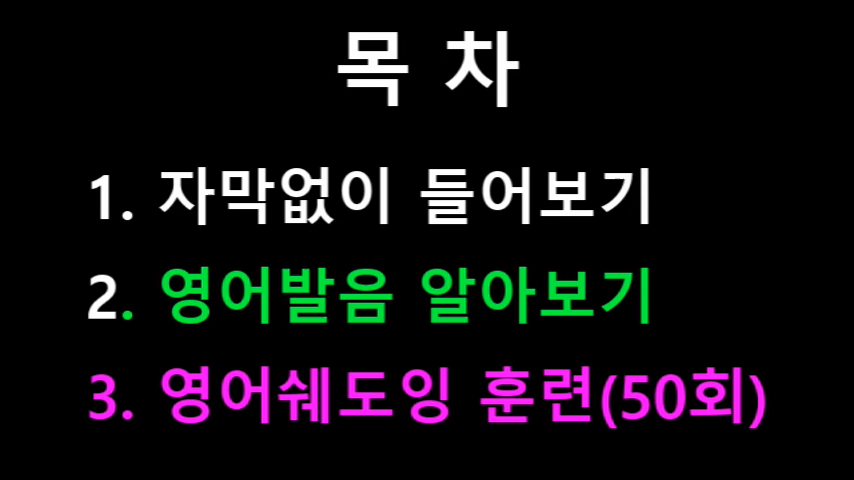 목 차
1. 자막없이 들어보기
2. 영어발음 알아보기
3. 영어쉐도잉 훈련(50회)